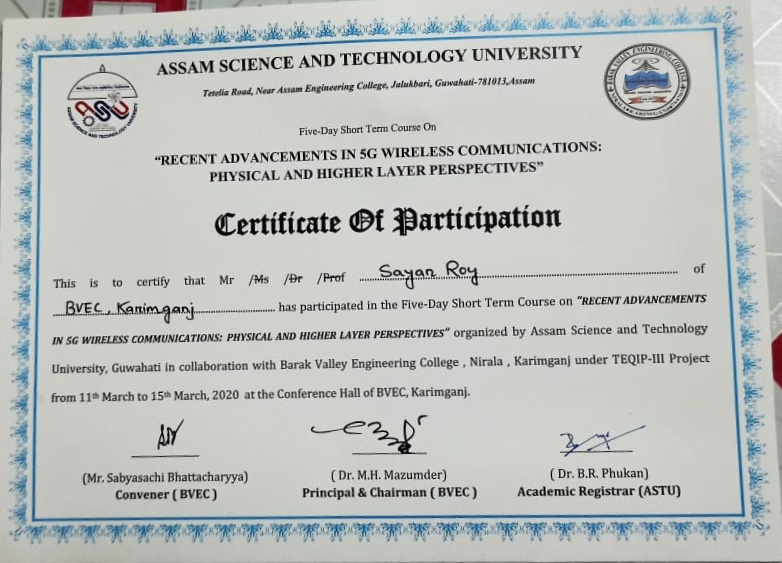 ASSAM SCIENCE AND TECHNOLOGY UNIVERSITY
Tetelia Road, Near Assam Engineering College, Jalukbari, Guwahati-781013,Assam
Five-Day Short Term Course On
"RECENT ADVANCEMENTS IN 5G WIRELESS COMMUNICATIONS:
PHYSICAL AND HIGHER LAYER PERSPECTIVES"
Certificate Of Participation
This is to certify that Mr /Ms /Dr /Prof Sayan Roy of
BVEC, Karimganj has participated in the Five-Day Short Term Course on "RECENT ADVANCEMENTS
IN 5G WIRELESS COMMUNICATIONS: PHYSICAL AND HIGHER LAYER PERSPECTIVES" organized by Assam Science and Technology
University, Guwahati in collaboration with Barak Valley Engineering College , Nirala , Karimganj under TEQIP-III Project
from 11th March to 15th March, 2020 at the Conference Hall of BVEC, Karimganj.
(Mr. Sabyasachi Bhattacharyya)
Convener ( BVEC )
( Dr. M.H. Mazumder)
Principal & Chairman ( BVEC )
( Dr. B.R. Phukan)
Academic Registrar (ASTU)